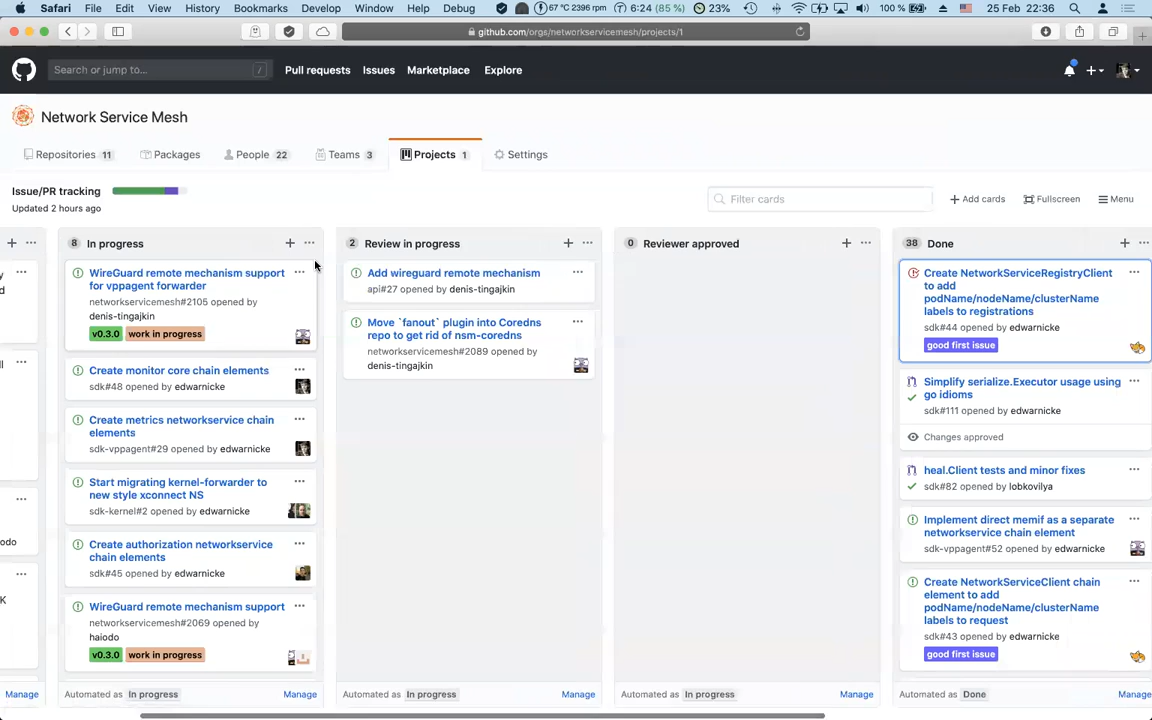 Safari File Edit View History Bookmarks Develop Window Help Debug 67 °C 2396 rpm 6:24 (85 %) 23% 100 % 25 Feb 22:36
github.com/orgs/networkservicemesh/projects/1
Search or jump to... / Pull requests Issues Marketplace Explore
Network Service Mesh
Repositories 11 Packages People 22 Teams 3 Projects 1 Settings
Issue/PR tracking
Updated 2 hours ago
Filter cards + Add cards Fullscreen Menu
odo
K
Manage
8 In progress
WireGuard remote mechanism support
for vppagent forwarder
networkservicemesh#2105 opened by
denis-tingajkin
v0.3.0 work in progress
Create monitor core chain elements
sdk#48 opened by edwarnicke
Create metrics networkservice chain
elements
sdk-vppagent#29 opened by edwarnicke
Start migrating kernel-forwarder to
new style xconnect NS
sdk-kernel#2 opened by edwarnicke
Create authorization networkservice
chain elements
sdk#45 opened by edwarnicke
WireGuard remote mechanism support
networkservicemesh#2069 opened by
haiodo
v0.3.0 work in progress
Automated as In progress Manage
2 Review in progress
Add wireguard remote mechanism
api#27 opened by denis-tingajkin
Move `fanout` plugin into Coredns
repo to get rid of nsm-coredns
networkservicemesh#2089 opened by
denis-tingajkin
Automated as In progress Manage
0 Reviewer approved
Automated as In progress Manage
38 Done
Create NetworkServiceRegistryClient
to add
podName/nodeName/clusterName
labels to registrations
sdk#44 opened by edwarnicke
good first issue
Simplify serialize.Executor usage using
go idioms
sdk#111 opened by edwarnicke
Changes approved
heal.Client tests and minor fixes
sdk#82 opened by lobkovilya
Implement direct memif as a separate
networkservice chain element
sdk-vppagent#52 opened by edwarnicke
Create NetworkServiceClient chain
element to add
podName/nodeName/clusterName
labels to request
sdk#43 opened by edwarnicke
good first issue
Automated as Done Manage